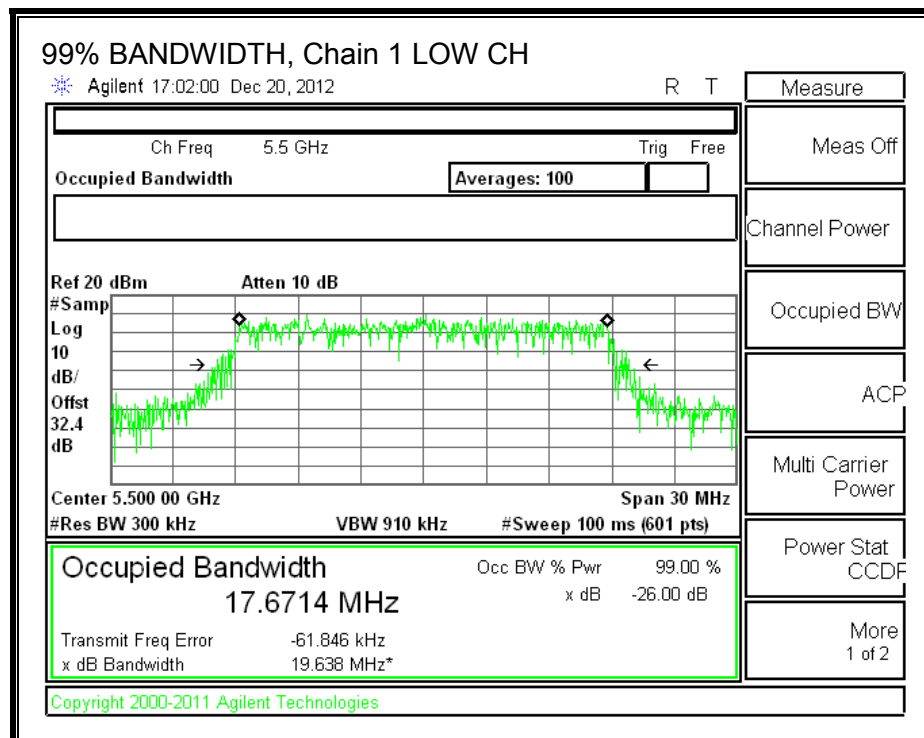 99% BANDWIDTH, Chain 1 LOW CH
Agilent 17:02:00 Dec 20, 2012 R T
Measure
Ch Freq 5.5 GHz Trig Free
Occupied Bandwidth Averages: 100
Ref 20 dBm Atten 10 dB
#Samp
Log
10
dB/
Offst
32.4
dB
Center 5.500 00 GHz Span 30 MHz
#Res BW 300 kHz VBW 910 kHz #Sweep 100 ms (601 pts)
Occupied Bandwidth Occ BW % Pwr 99.00 %
17.6714 MHz x dB -26.00 dB
Transmit Freq Error -61.846 kHz
x dB Bandwidth 19.638 MHz*
Copyright 2000-2011 Agilent Technologies
Meas Off
Channel Power
Occupied BW
ACP
Multi Carrier
Power
Power Stat
CCDF
More
1 of 2